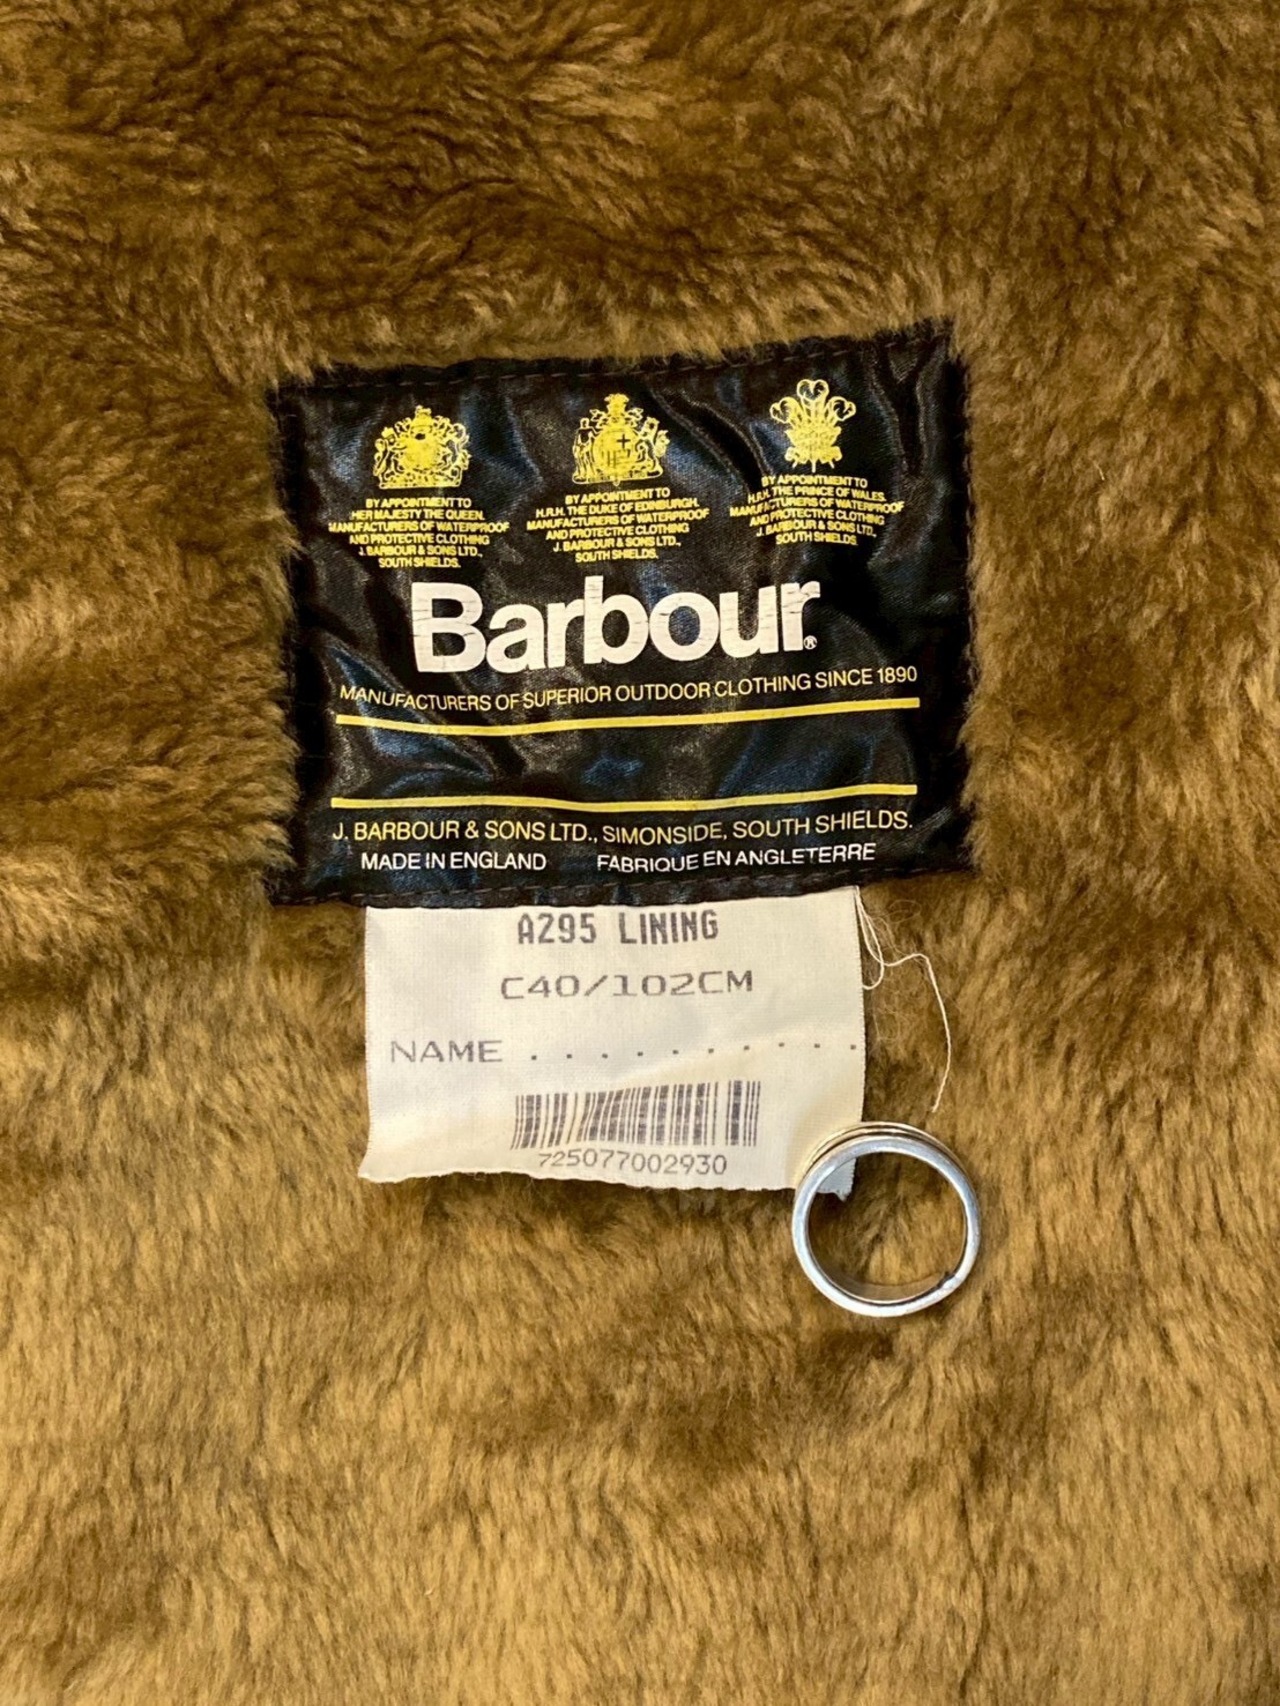 BY APPOINTMENT TO
HER MAJESTY THE QUEEN.
MANUFACTURERS OF WATERPROOF
AND PROTECTIVE CLOTHING
J. BARBOUR & SONS LTD.,
SOUTH SHIELDS.
BY APPOINTMENT TO
H.R.H. THE DUKE OF EDINBURGH.
MANUFACTURERS OF WATERPROOF
AND PROTECTIVE CLOTHING
J. BARBOUR & SONS LTD.,
SOUTH SHIELDS.
BY APPOINTMENT TO
H.R.H. THE PRINCE OF WALES.
MANUFACTURERS OF WATERPROOF
AND PROTECTIVE CLOTHING
J. BARBOUR & SONS LTD.,
SOUTH SHIELDS.
Barbour®
MANUFACTURERS OF SUPERIOR OUTDOOR CLOTHING SINCE 1890
J. BARBOUR & SONS LTD., SIMONSIDE, SOUTH SHIELDS.
MADE IN ENGLAND FABRIQUE EN ANGLETERRE
A295 LINING
C40/102CM
NAME . . . . . . . . . . . .
725077002930